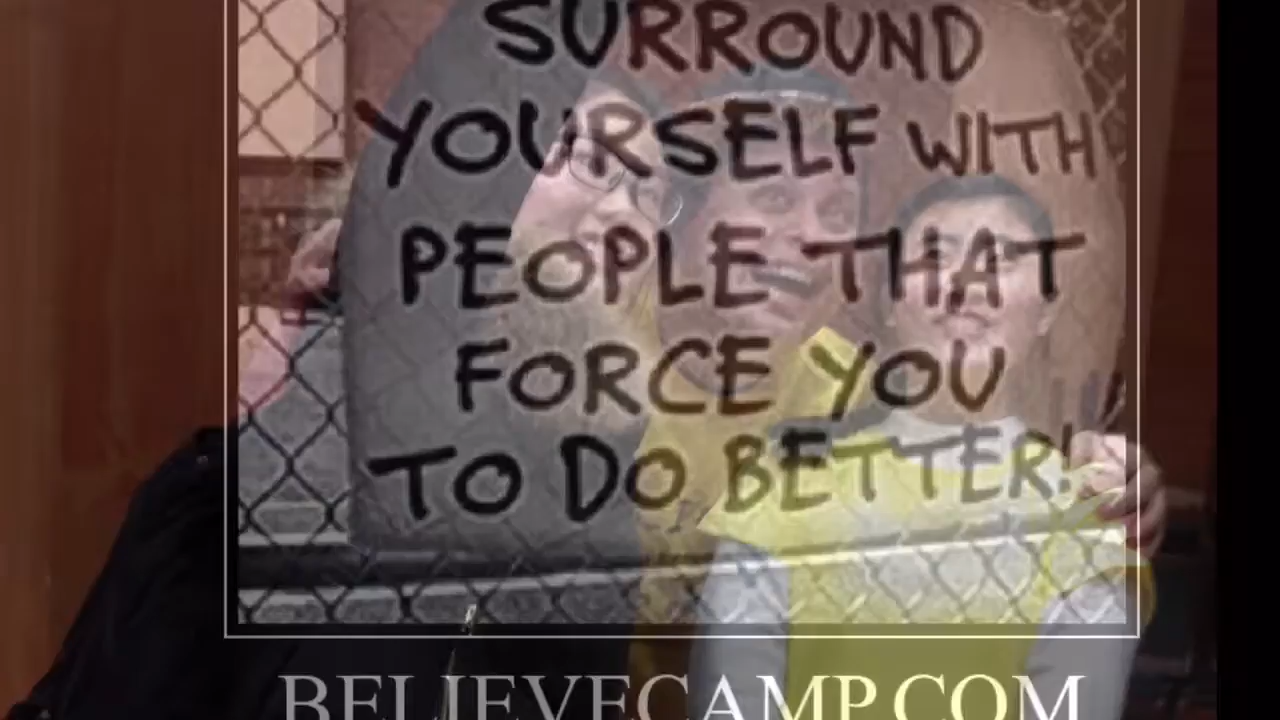 SURROUND
YOURSELF WITH
PEOPLE THAT
FORCE YOU
TO DO BETTER!
BELIEVECAMP.COM